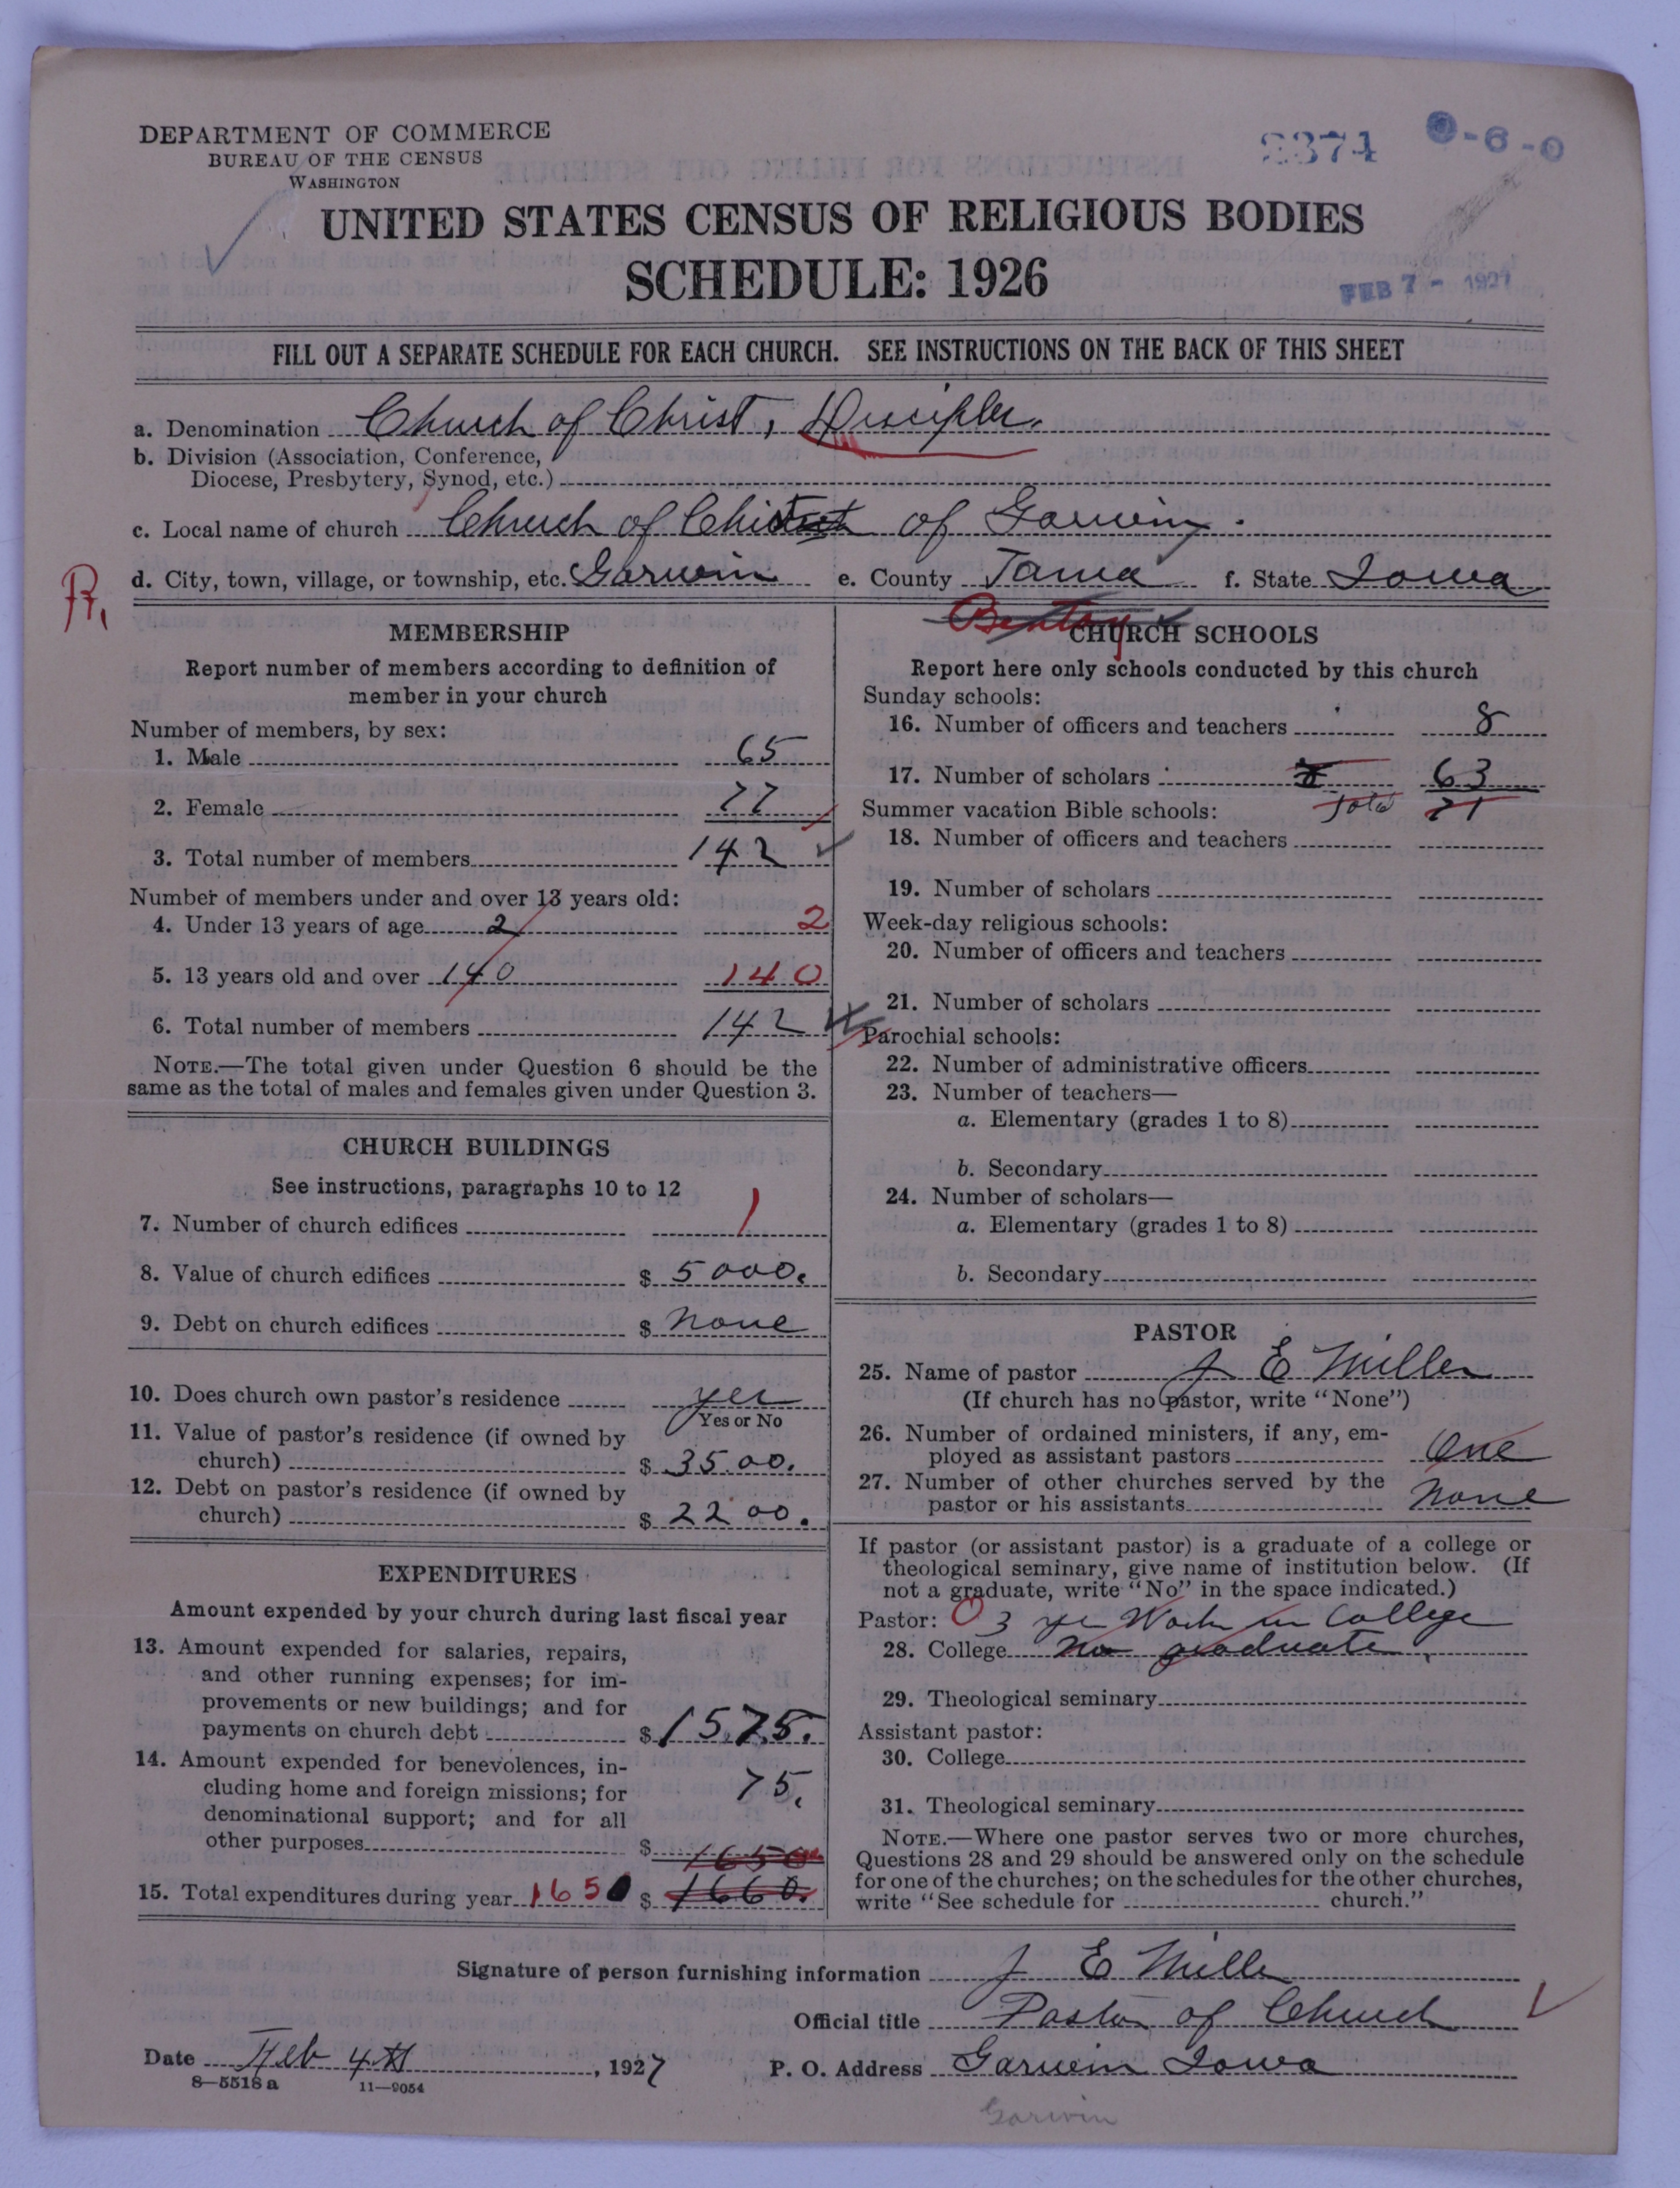 DEPARTMENT OF COMMERCE
BUREAU OF THE CENSUS
WASHINGTON
3374
-6-0
UNITED STATES CENSUS OF RELIGIOUS BODIES
SCHEDULE: 1926
FEB 7 - 1927
FILL OUT A SEPARATE SCHEDULE FOR EACH CHURCH. SEE INSTRUCTIONS ON THE BACK OF THIS SHEET
a. Denomination Church of Christ, Disciples.
b. Division (Association, Conference,
Diocese, Presbytery, Synod, etc.)
c. Local name of church Church of Christ of Garwin.
d. City, town, village, or township, etc. Garwin e. County Tama f. State Iowa
MEMBERSHIP
Report number of members according to definition of
member in your church
Number of members, by sex:
1. Male 65
2. Female 77
3. Total number of members 142
Number of members under and over 13 years old:
4. Under 13 years of age 2 2
5. 13 years old and over 140 140
6. Total number of members 142
NOTE.—The total given under Question 6 should be the
same as the total of males and females given under Question 3.
CHURCH BUILDINGS
See instructions, paragraphs 10 to 12
7. Number of church edifices 1
8. Value of church edifices $ 5000.
9. Debt on church edifices $ None
10. Does church own pastor's residence yes
Yes or No
11. Value of pastor's residence (if owned by
church) $ 35.00.
12. Debt on pastor's residence (if owned by
church) $ 22.00.
EXPENDITURES
Amount expended by your church during last fiscal year
13. Amount expended for salaries, repairs,
and other running expenses; for im-
provements or new buildings; and for
payments on church debt $ 1575.
14. Amount expended for benevolences, in-
cluding home and foreign missions; for 75.
denominational support; and for all
other purposes $ 1650
15. Total expenditures during year 1650 $ 1660.
Benton
CHURCH SCHOOLS
Report here only schools conducted by this church
Sunday schools:
16. Number of officers and teachers 8
17. Number of scholars 63
Summer vacation Bible schools: Total 71
18. Number of officers and teachers
19. Number of scholars
Week-day religious schools:
20. Number of officers and teachers
21. Number of scholars
Parochial schools:
22. Number of administrative officers
23. Number of teachers—
a. Elementary (grades 1 to 8)
b. Secondary
24. Number of scholars—
a. Elementary (grades 1 to 8)
b. Secondary
PASTOR
25. Name of pastor J E Miller
(If church has no pastor, write "None")
26. Number of ordained ministers, if any, em-
ployed as assistant pastors One
27. Number of other churches served by the
pastor or his assistants None
If pastor (or assistant pastor) is a graduate of a college or
theological seminary, give name of institution below. (If
not a graduate, write "No" in the space indicated.)
Pastor: 3 yr Work in College
28. College No graduate
29. Theological seminary
Assistant pastor:
30. College
31. Theological seminary
NOTE.—Where one pastor serves two or more churches,
Questions 28 and 29 should be answered only on the schedule
for one of the churches; on the schedules for the other churches,
write "See schedule for church."
Signature of person furnishing information J E Miller
Official title Pastor of Church
Date Feb 4th, 1927 P. O. Address Garwin Iowa
8—5518 a 11—9054
Garwin